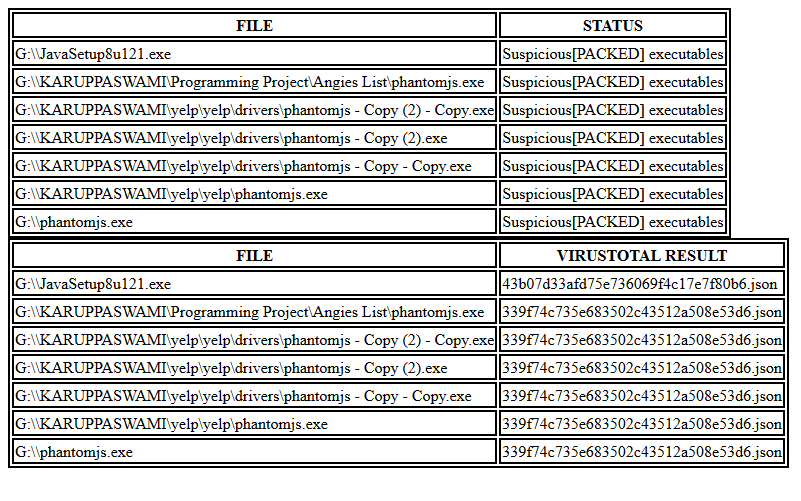 FILE STATUS
G:\\JavaSetup8u121.exe Suspicious[PACKED] executables
G:\\KARUPPASWAMI\Programming Project\Angies List\phantomjs.exe Suspicious[PACKED] executables
G:\\KARUPPASWAMI\yelp\yelp\drivers\phantomjs - Copy (2) - Copy.exe Suspicious[PACKED] executables
G:\\KARUPPASWAMI\yelp\yelp\drivers\phantomjs - Copy (2).exe Suspicious[PACKED] executables
G:\\KARUPPASWAMI\yelp\yelp\drivers\phantomjs - Copy - Copy.exe Suspicious[PACKED] executables
G:\\KARUPPASWAMI\yelp\yelp\phantomjs.exe Suspicious[PACKED] executables
G:\\phantomjs.exe Suspicious[PACKED] executables
FILE VIRUSTOTAL RESULT
G:\\JavaSetup8u121.exe 43b07d33afd75e736069f4c17e7f80b6.json
G:\\KARUPPASWAMI\Programming Project\Angies List\phantomjs.exe 339f74c735e683502c43512a508e53d6.json
G:\\KARUPPASWAMI\yelp\yelp\drivers\phantomjs - Copy (2) - Copy.exe 339f74c735e683502c43512a508e53d6.json
G:\\KARUPPASWAMI\yelp\yelp\drivers\phantomjs - Copy (2).exe 339f74c735e683502c43512a508e53d6.json
G:\\KARUPPASWAMI\yelp\yelp\drivers\phantomjs - Copy - Copy.exe 339f74c735e683502c43512a508e53d6.json
G:\\KARUPPASWAMI\yelp\yelp\phantomjs.exe 339f74c735e683502c43512a508e53d6.json
G:\\phantomjs.exe 339f74c735e683502c43512a508e53d6.json